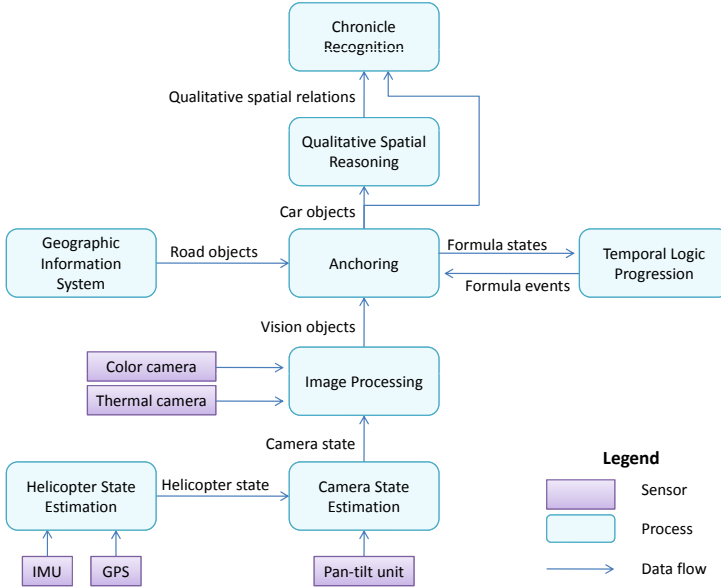 Chronicle
Recognition
Qualitative spatial relations
Qualitative Spatial
Reasoning
Car objects
Geographic
Information
System
Road objects
Anchoring
Formula states
Formula events
Temporal Logic
Progression
Vision objects
Color camera
Thermal camera
Image Processing
Camera state
Helicopter State
Estimation
Helicopter state
Camera State
Estimation
IMU
GPS
Pan-tilt unit
Legend
Sensor
Process
Data flow